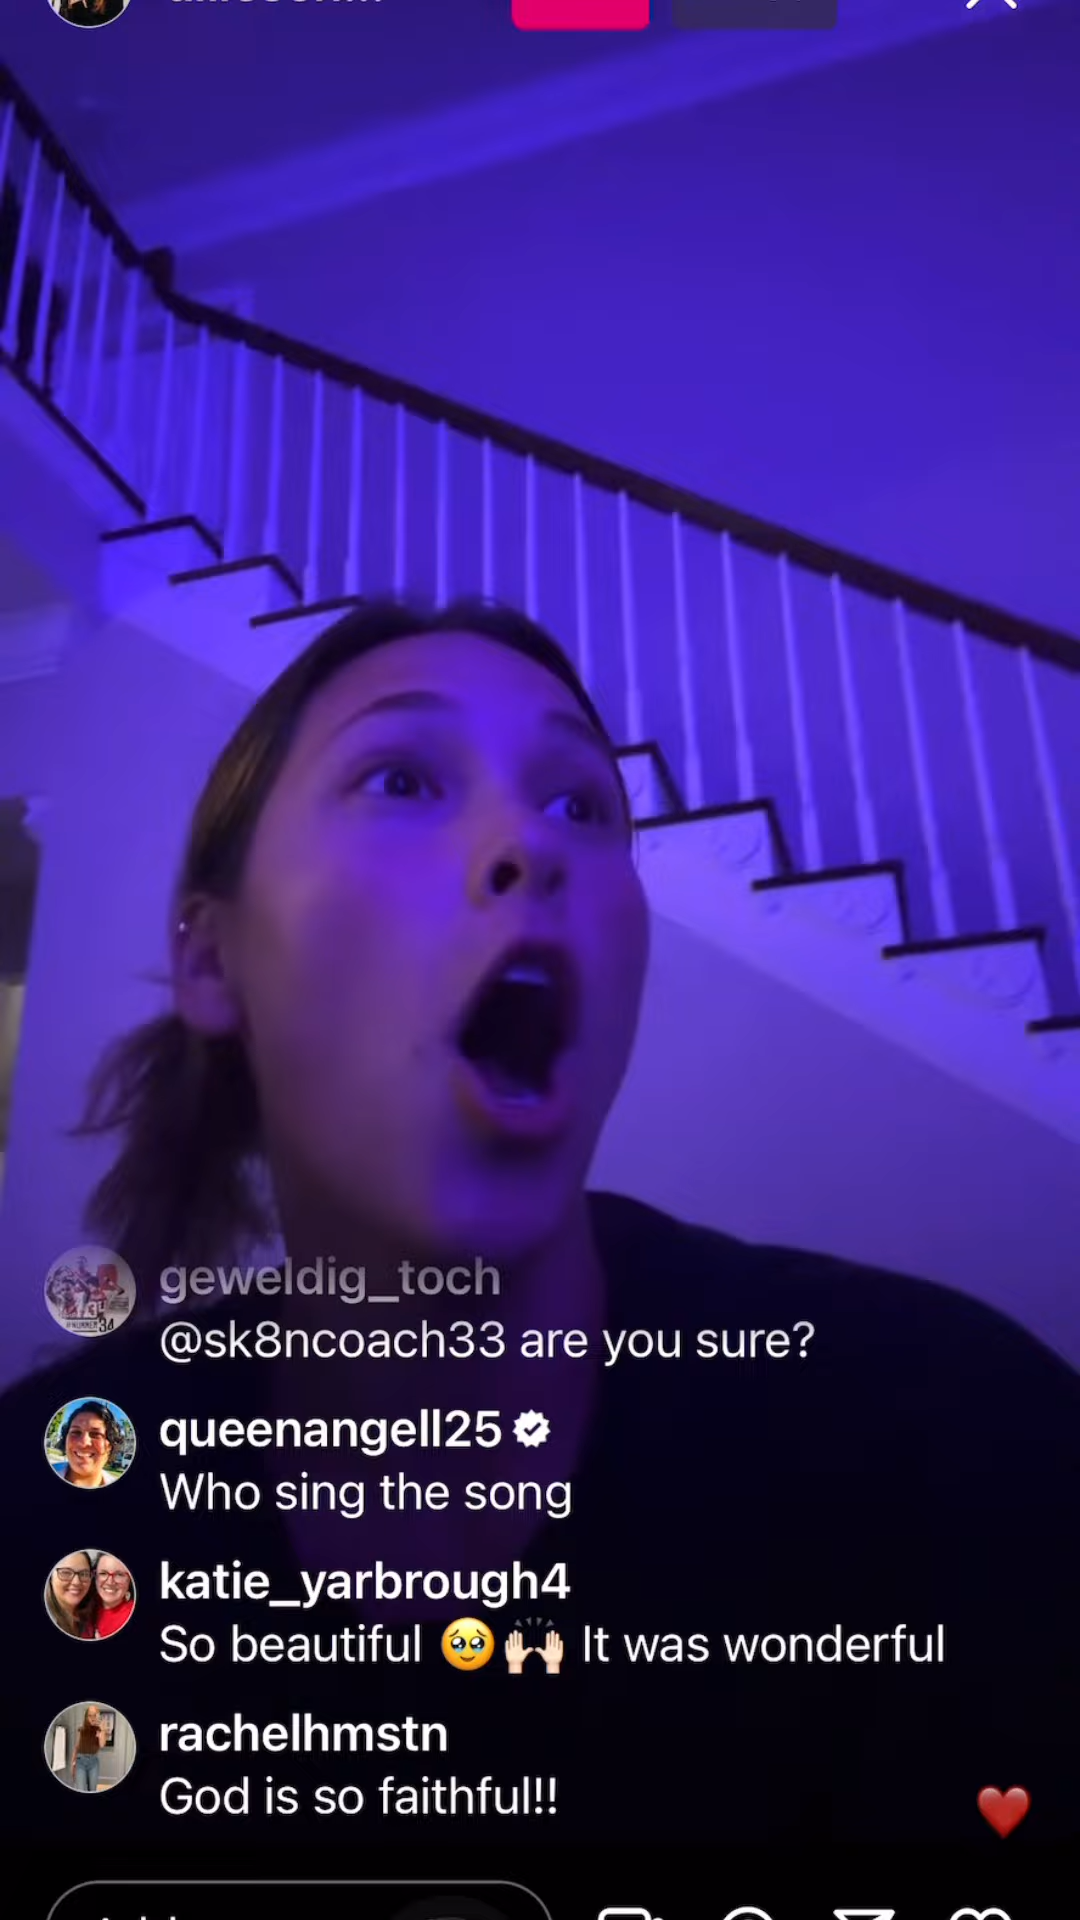 geweldig_toch
@sk8ncoach33 are you sure?
queenangell25
Who sing the song
katie_yarbrough4
So beautiful 🥹🙌🏻 It was wonderful
rachelhmstn
God is so faithful!!